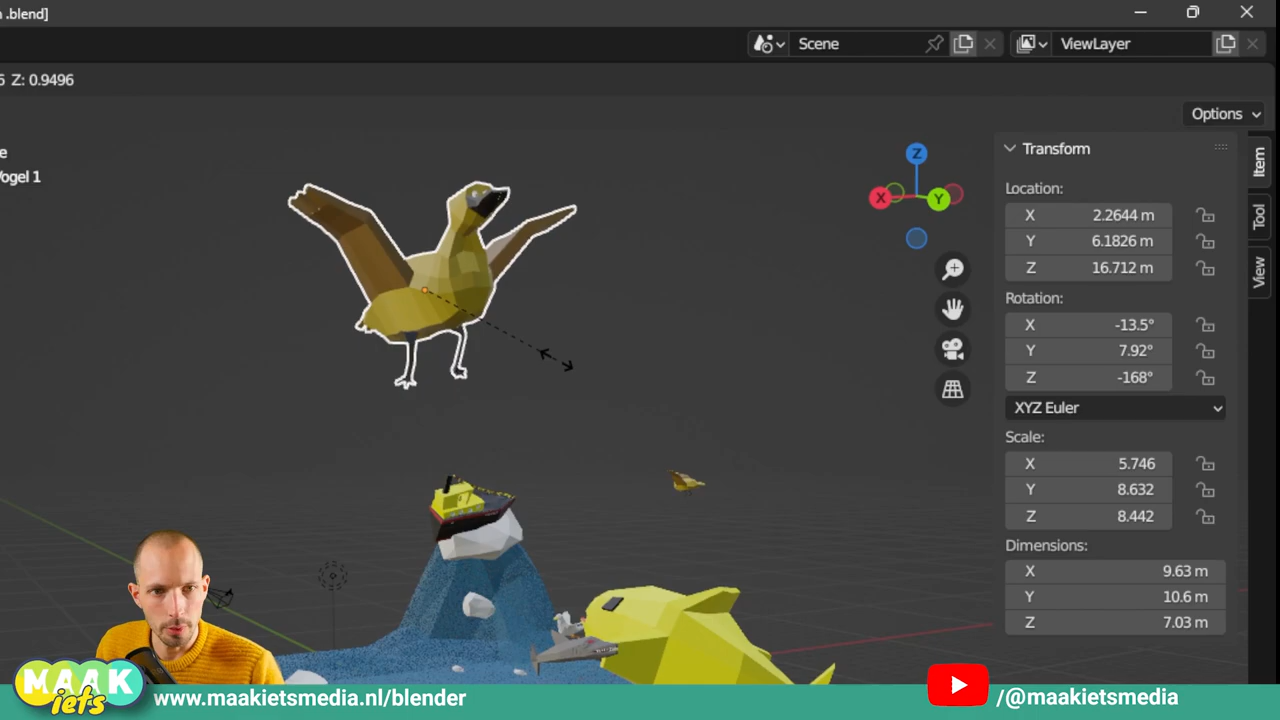 .blend]
Scene
ViewLayer
Z: 0.9496
Options
Vogel 1
Transform
Item
Tool
View
Z
X
Y
Location:
X 2.2644 m
Y 6.1826 m
Z 16.712 m
Rotation:
X -13.5°
Y 7.92°
Z -168°
XYZ Euler
Scale:
X 5.746
Y 8.632
Z 8.442
Dimensions:
X 9.63 m
Y 10.6 m
Z 7.03 m
MAAK
iets
www.maakietsmedia.nl/blender
/@maakietsmedia